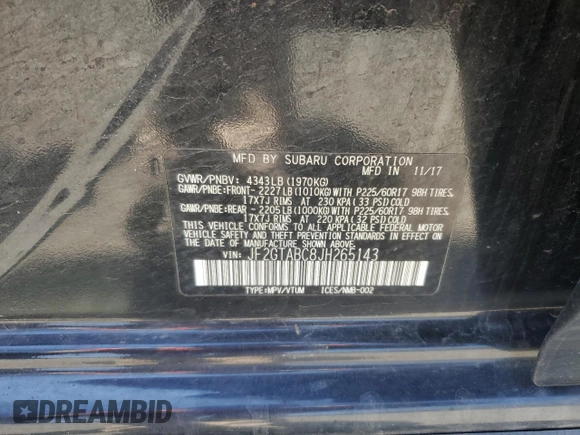 MFD BY SUBARU CORPORATION
MFD IN 11/17
GVWR/PNBV: 4343LB(1970KG)
GAWR/PNBE:FRONT- 2227LB(1010KG)WITH P225/60R17 98H TIRES,
17X7J RIMS AT 230 KPA(33 PSI)COLD
GAWR/PNBE:REAR - 2205LB(1000KG)WITH P225/60R17 98H TIRES,
17X7J RIMS AT 220 KPA(32 PSI)COLD
THIS VEHICLE CONFORMS TO ALL APPLICABLE FEDERAL MOTOR
VEHICLE SAFETY AND THEFT PREVENTION STANDARDS IN EFFECT ON
THE DATE OF MANUFACTURE SHOWN ABOVE.
VIN: JF2GTABC8JH265143
TYPE:MPV/VTUM ICES/NMB-002
DREAMBID